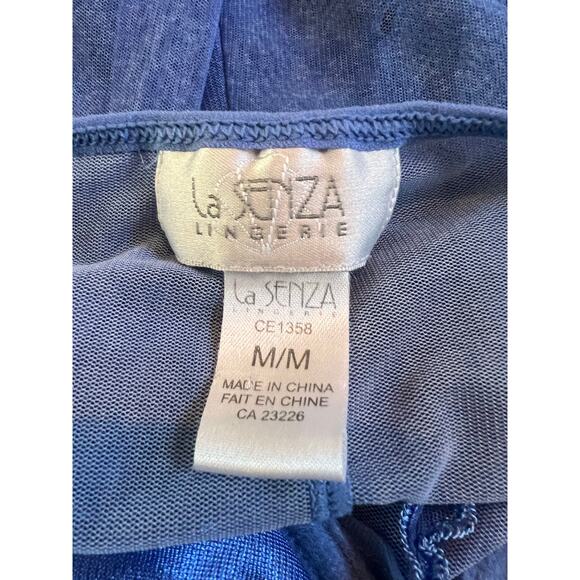 La SENZA
LINGERIE
La SENZA
LINGERIE
CE1358
M/M
MADE IN CHINA
FAIT EN CHINE
CA 23226